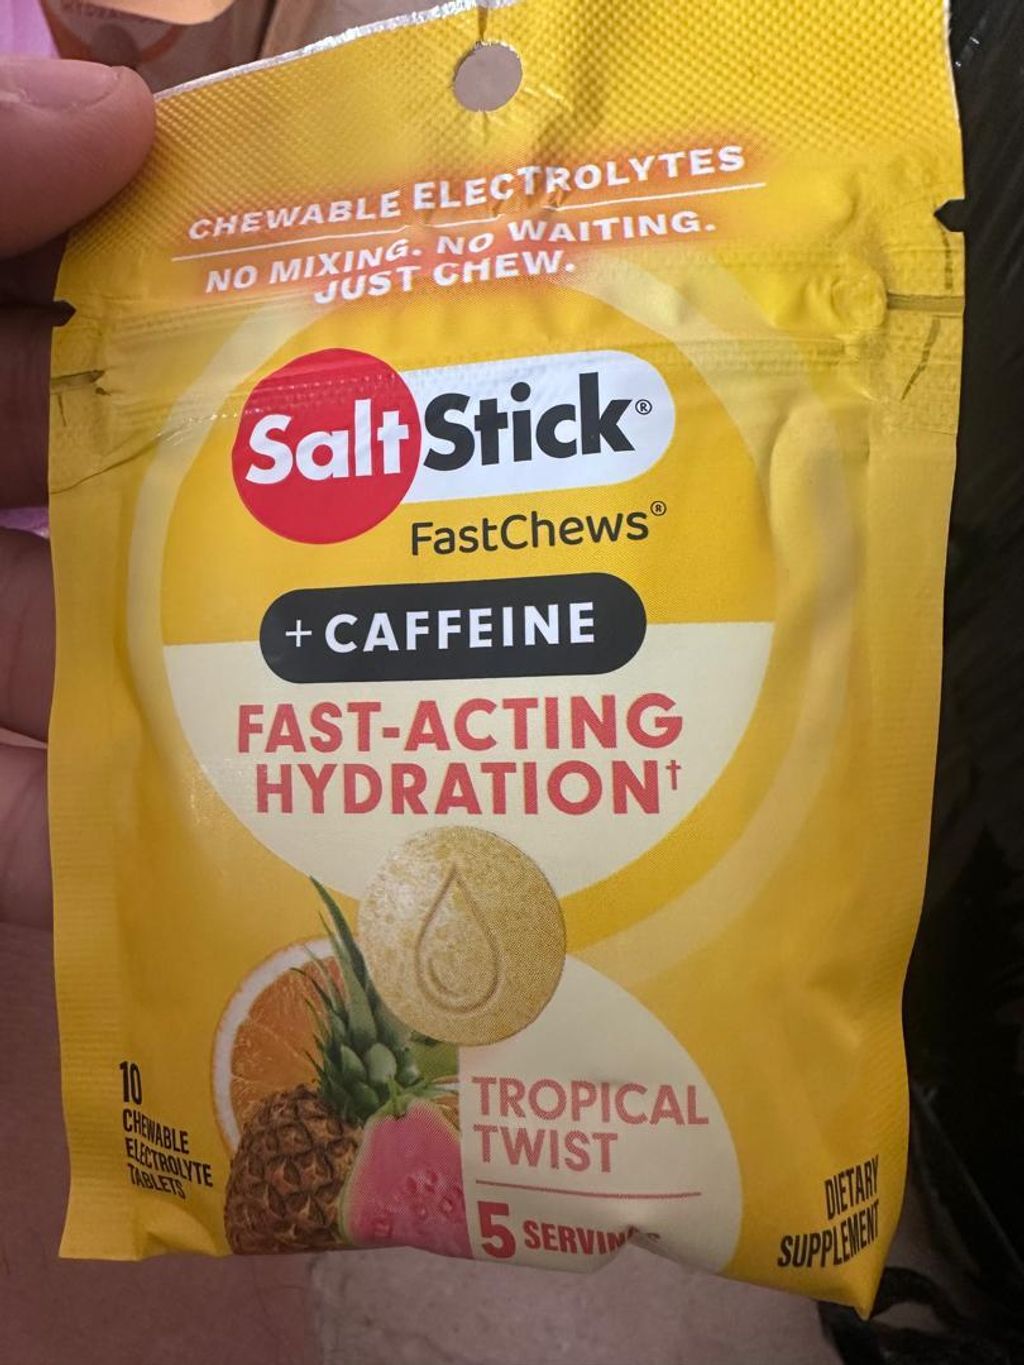 CHEWABLE ELECTROLYTES
NO MIXING. NO WAITING.
JUST CHEW.
SaltStick®
FastChews®
+ CAFFEINE
FAST-ACTING
HYDRATION†
10
CHEWABLE
ELECTROLYTE
TABLETS
TROPICAL
TWIST
5
DIETARY
SUPPLEMENT